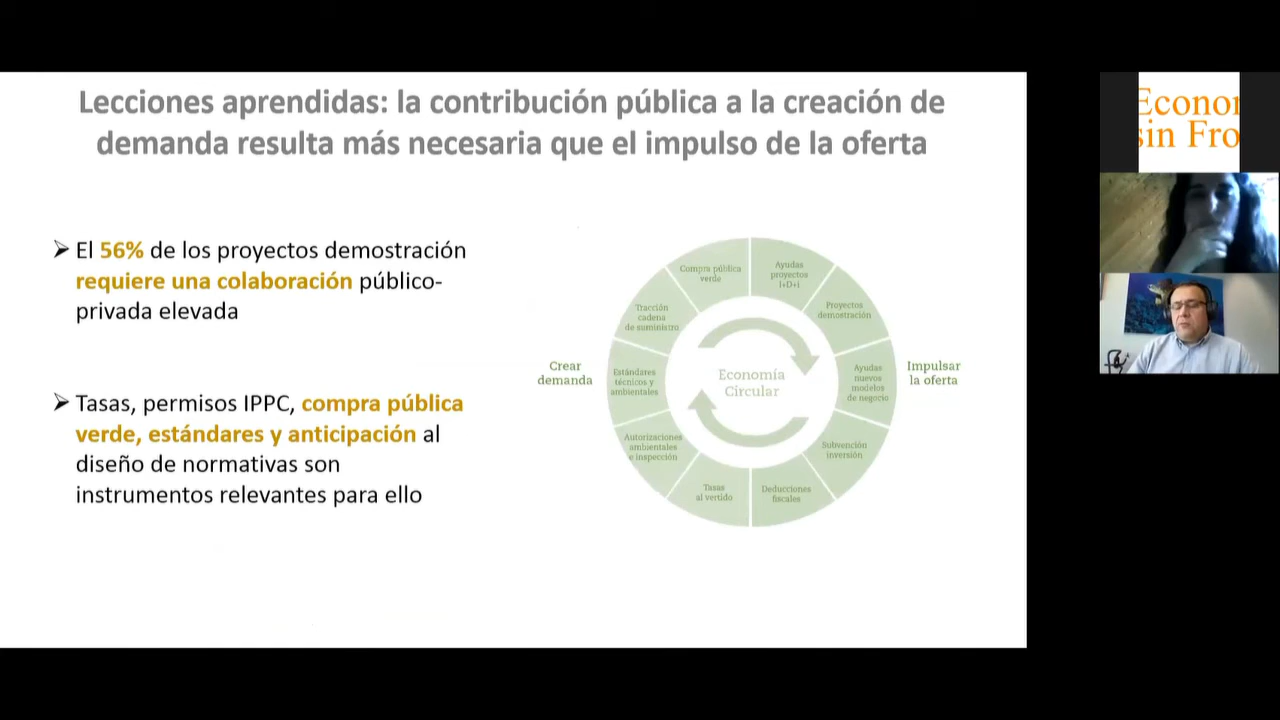 Lecciones aprendidas: la contribución pública a la creación de
demanda resulta más necesaria que el impulso de la oferta
El 56% de los proyectos demostración
requiere una colaboración público-
privada elevada
Tasas, permisos IPPC, compra pública
verde, estándares y anticipación al
diseño de normativas son
instrumentos relevantes para ello
Crear
demanda
Compra pública
verde
Ayudas
proyectos
I+D+i
Tracción
cadena
de suministro
Proyectos
demostración
Estándares
técnicos y
ambientales
Economía
Circular
Ayudas
nuevos
modelos
de negocio
Autorizaciones
ambientales
e inspección
Subvención
inversión
Tasas
al vertido
Deducciones
fiscales
Impulsar
la oferta
Econor
sin Fro